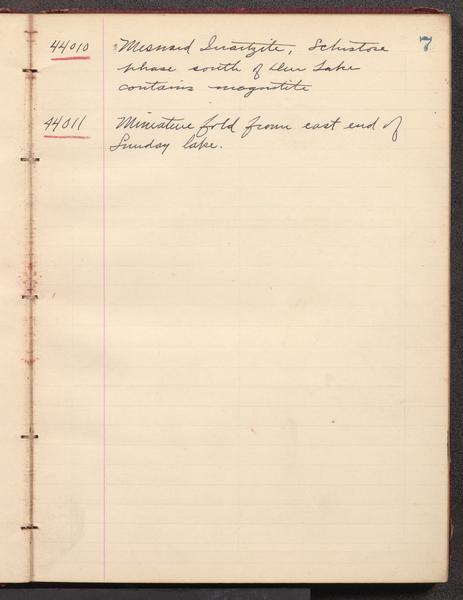 7
44010 Mesnard Quartzite, Schistose
phase south of Deer Lake
contains magnetite
44011 Miniature fold from east end of
Sunday lake.